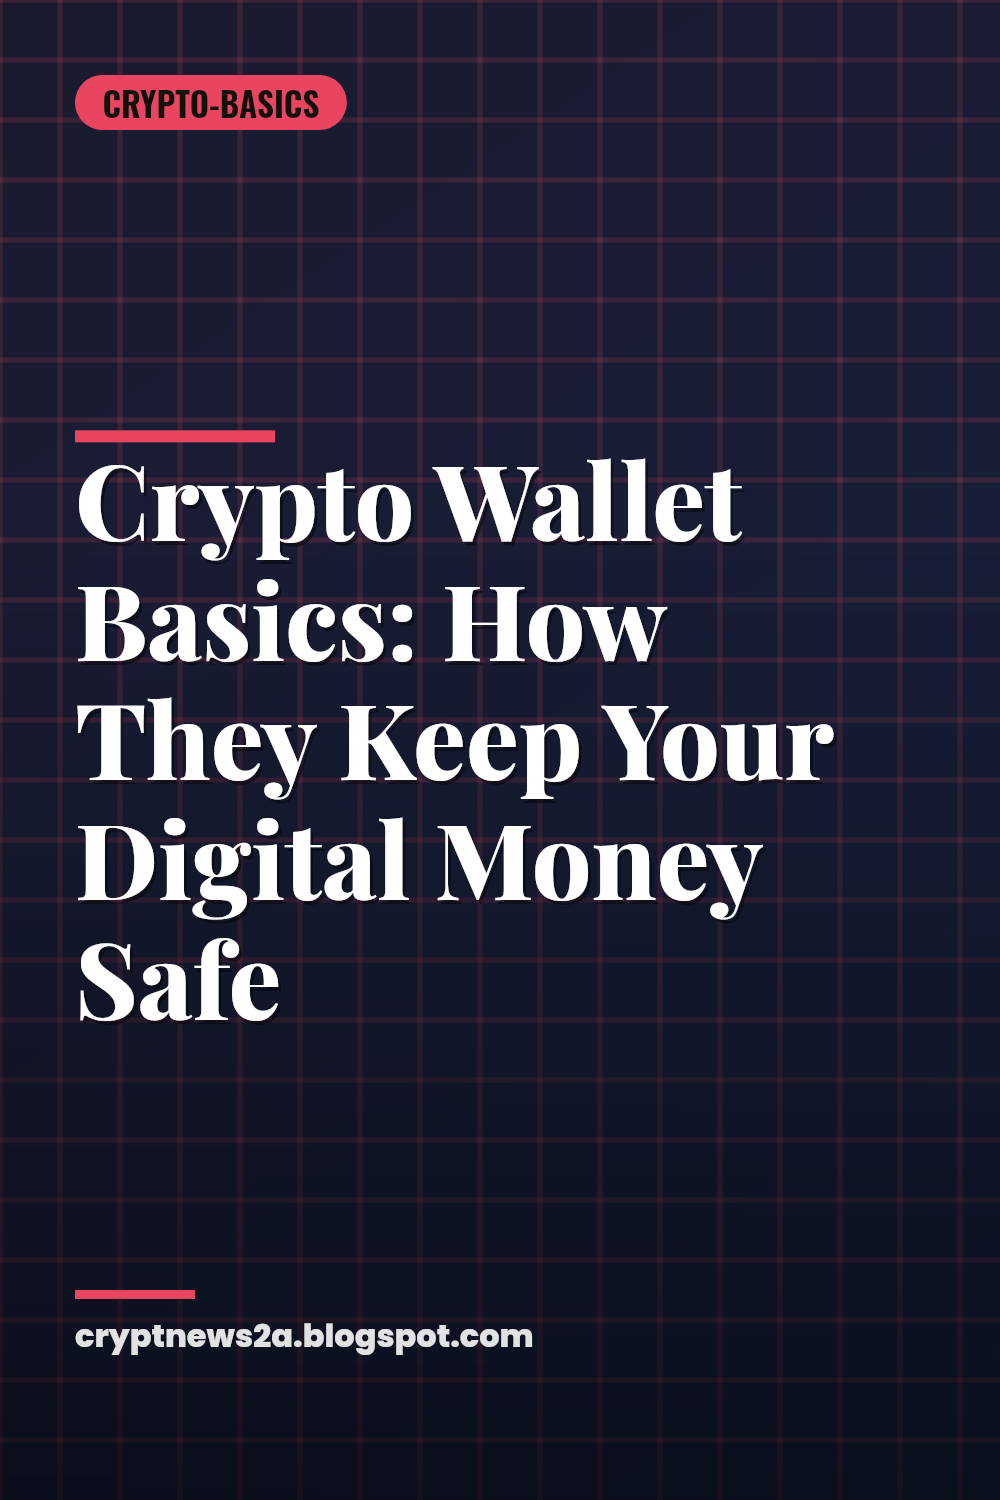 CRYPTO-BASICS
Crypto Wallet
Basics: How
They Keep Your
Digital Money
Safe
cryptnews2a.blogspot.com